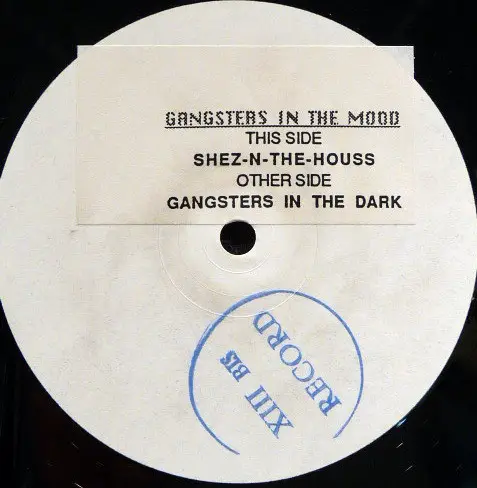 GANGSTERS IN THE MOOD
THIS SIDE
SHEZ-N-THE-HOUSS
OTHER SIDE
GANGSTERS IN THE DARK
XIII BIS
RECORD